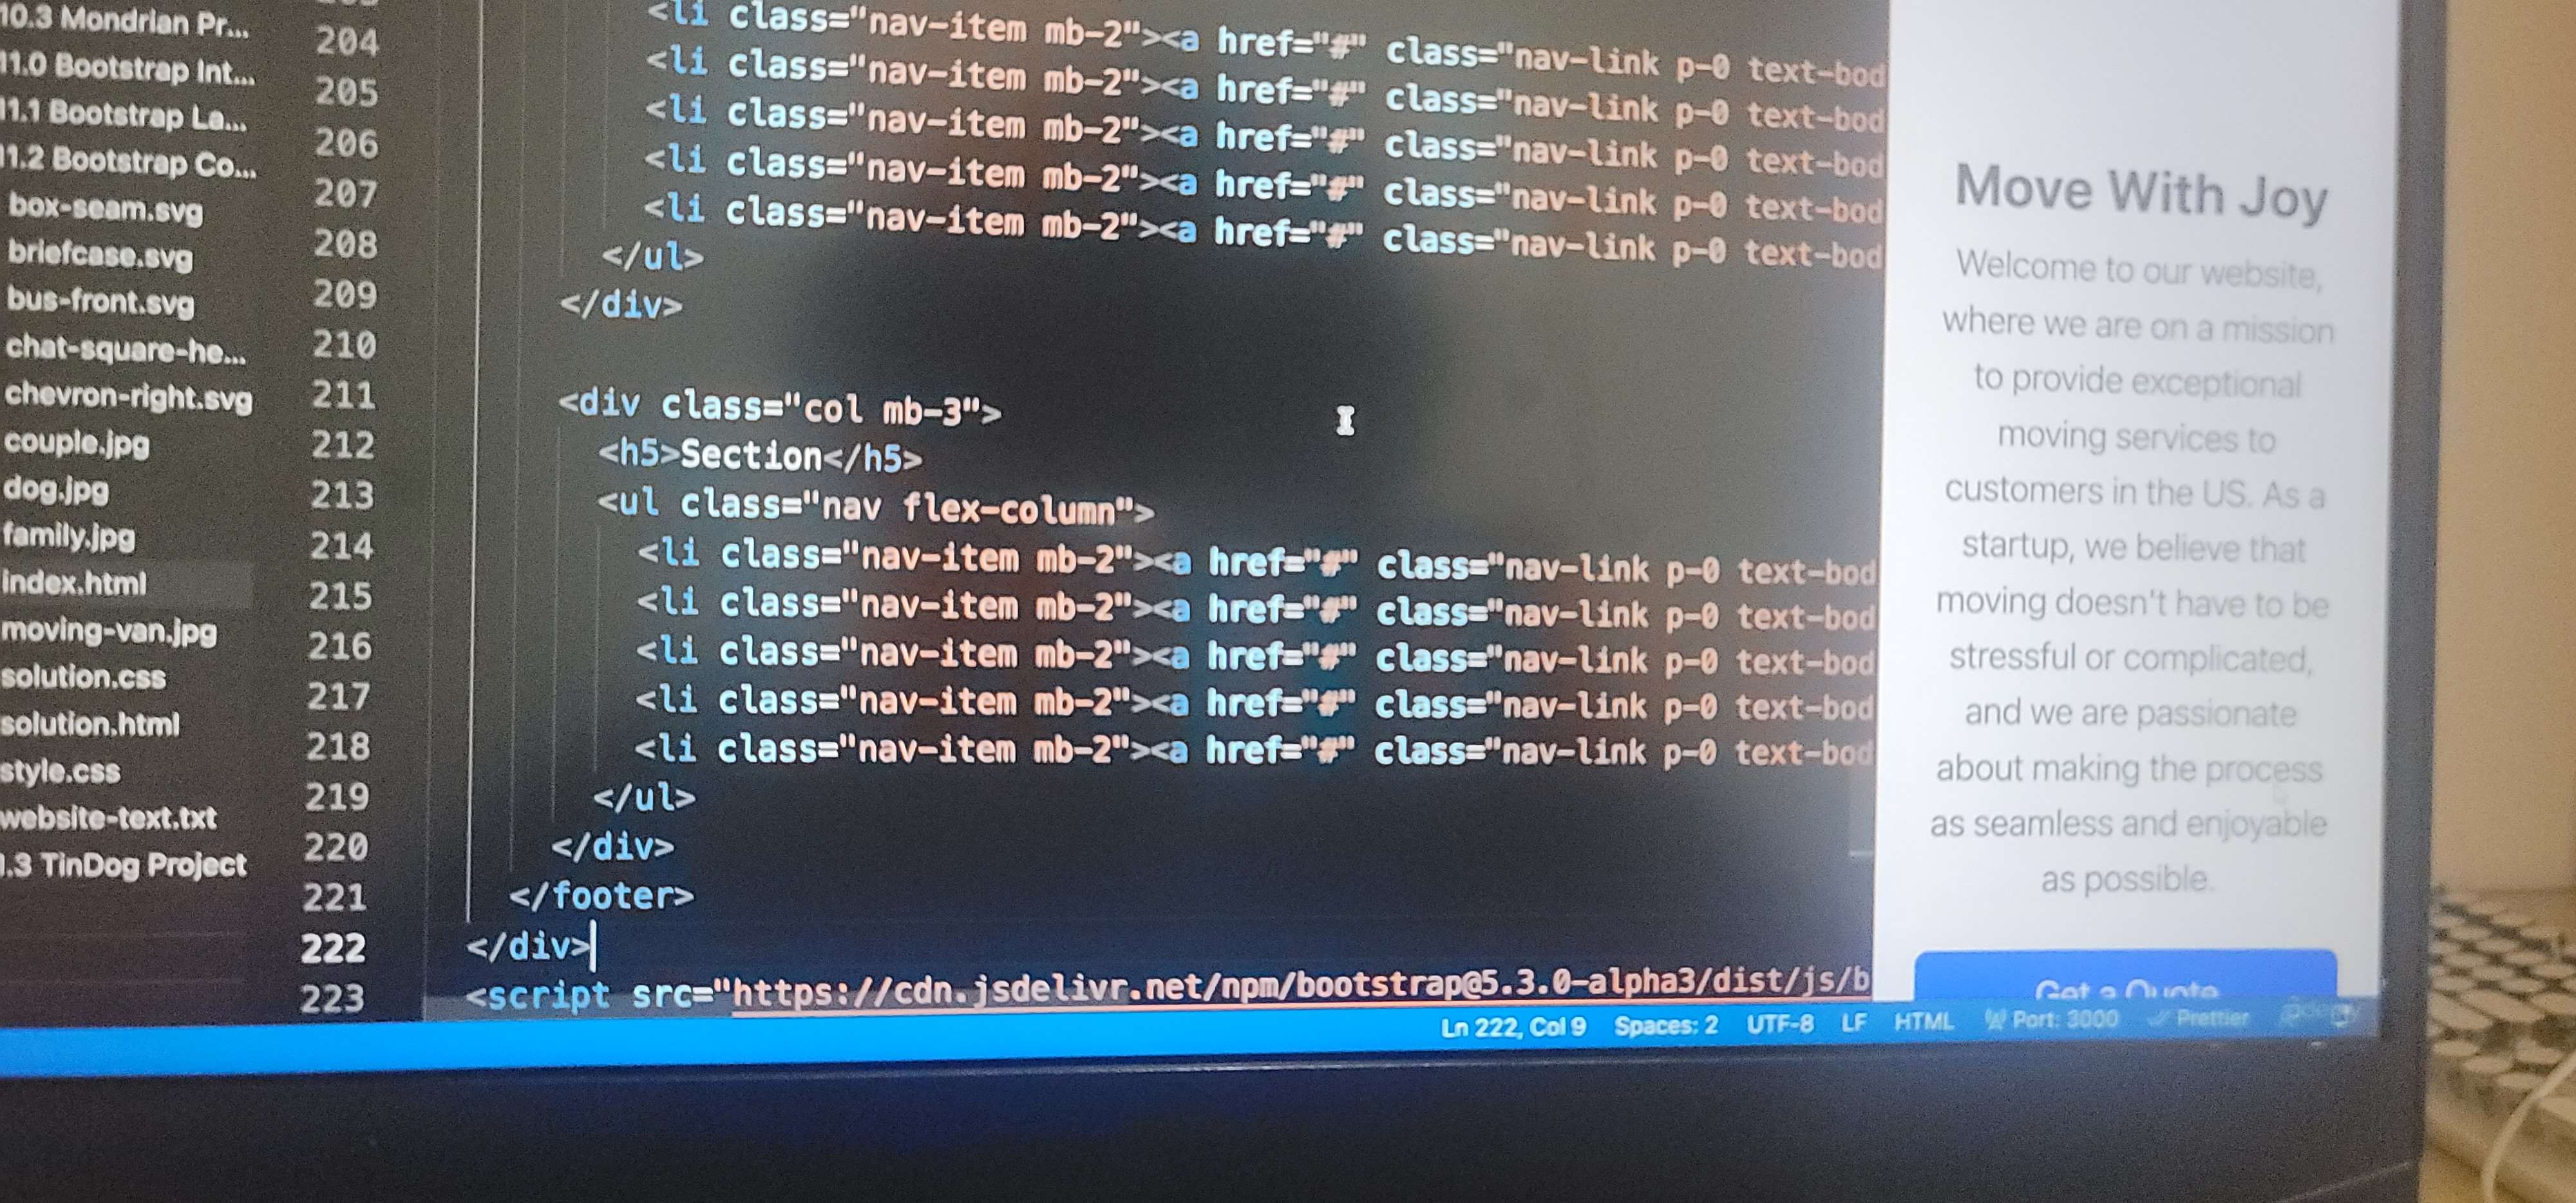 10.3 Mondrian Pr...
11.0 Bootstrap Int...
11.1 Bootstrap La...
11.2 Bootstrap Co...
box-seam.svg
briefcase.svg
bus-front.svg
chat-square-he...
chevron-right.svg
couple.jpg
dog.jpg
family.jpg
index.html
moving-van.jpg
solution.css
solution.html
style.css
website-text.txt
1.3 TinDog Project
<li class="nav-item mb-2"><a href="#" class="nav-link p-0 text-bod
204 <li class="nav-item mb-2"><a href="#" class="nav-link p-0 text-bod
205 <li class="nav-item mb-2"><a href="#" class="nav-link p-0 text-bod
206 <li class="nav-item mb-2"><a href="#" class="nav-link p-0 text-bod
207 <li class="nav-item mb-2"><a href="#" class="nav-link p-0 text-bod
208 </ul>
209 </div>
210
211 <div class="col mb-3">
212 <h5>Section</h5>
213 <ul class="nav flex-column">
214 <li class="nav-item mb-2"><a href="#" class="nav-link p-0 text-bod
215 <li class="nav-item mb-2"><a href="#" class="nav-link p-0 text-bod
216 <li class="nav-item mb-2"><a href="#" class="nav-link p-0 text-bod
217 <li class="nav-item mb-2"><a href="#" class="nav-link p-0 text-bod
218 <li class="nav-item mb-2"><a href="#" class="nav-link p-0 text-bod
219 </ul>
220 </div>
221 </footer>
222 </div>
223 <script src="https://cdn.jsdelivr.net/npm/bootstrap@5.3.0-alpha3/dist/js/b
Move With Joy
Welcome to our website,
where we are on a mission
to provide exceptional
moving services to
customers in the US. As a
startup, we believe that
moving doesn't have to be
stressful or complicated,
and we are passionate
about making the process
as seamless and enjoyable
as possible.
Get a Quote
Ln 222, Col 9 Spaces: 2 UTF-8 LF HTML Port: 3000 Prettier